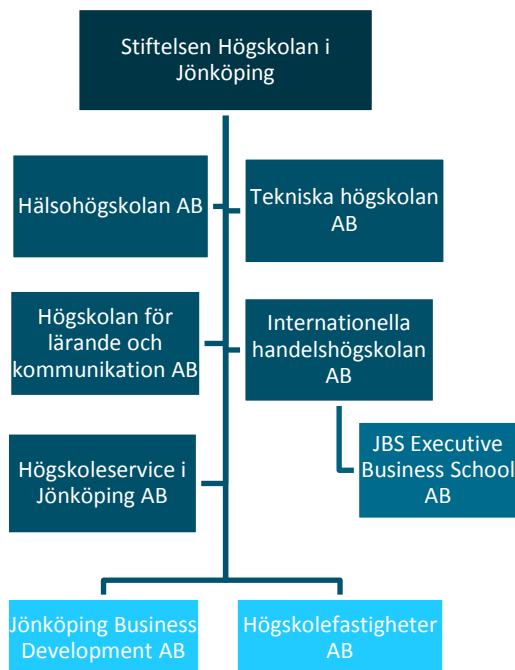 Stiftelsen Högskolan i
Jönköping
Hälsohögskolan AB
Tekniska högskolan
AB
Högskolan för
lärande och
kommunikation AB
Internationella
handelshögskolan
AB
JBS Executive
Business School
AB
Högskoleservice i
Jönköping AB
Jönköping Business
Development AB
Högskolefastigheter
AB